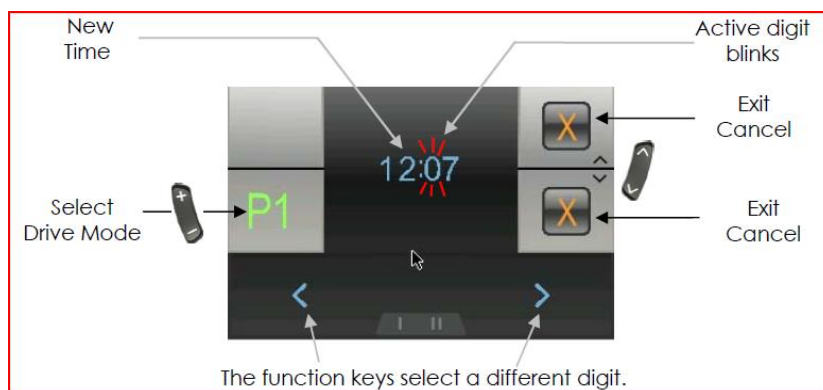 New
Time
Active digit
blinks
Exit
Cancel
12:07
Select
Drive Mode
+
−
P1
X
X
Exit
Cancel
< >
I II
The function keys select a different digit.